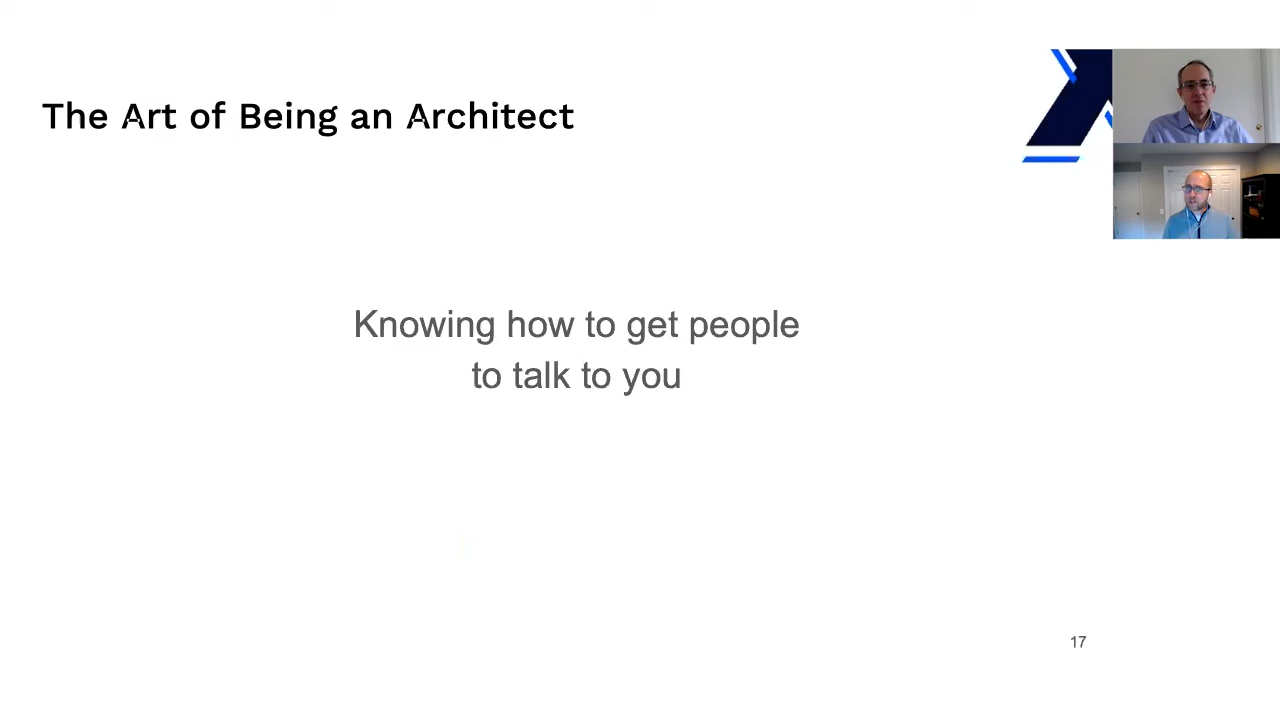 The Art of Being an Architect
Knowing how to get people
to talk to you
17